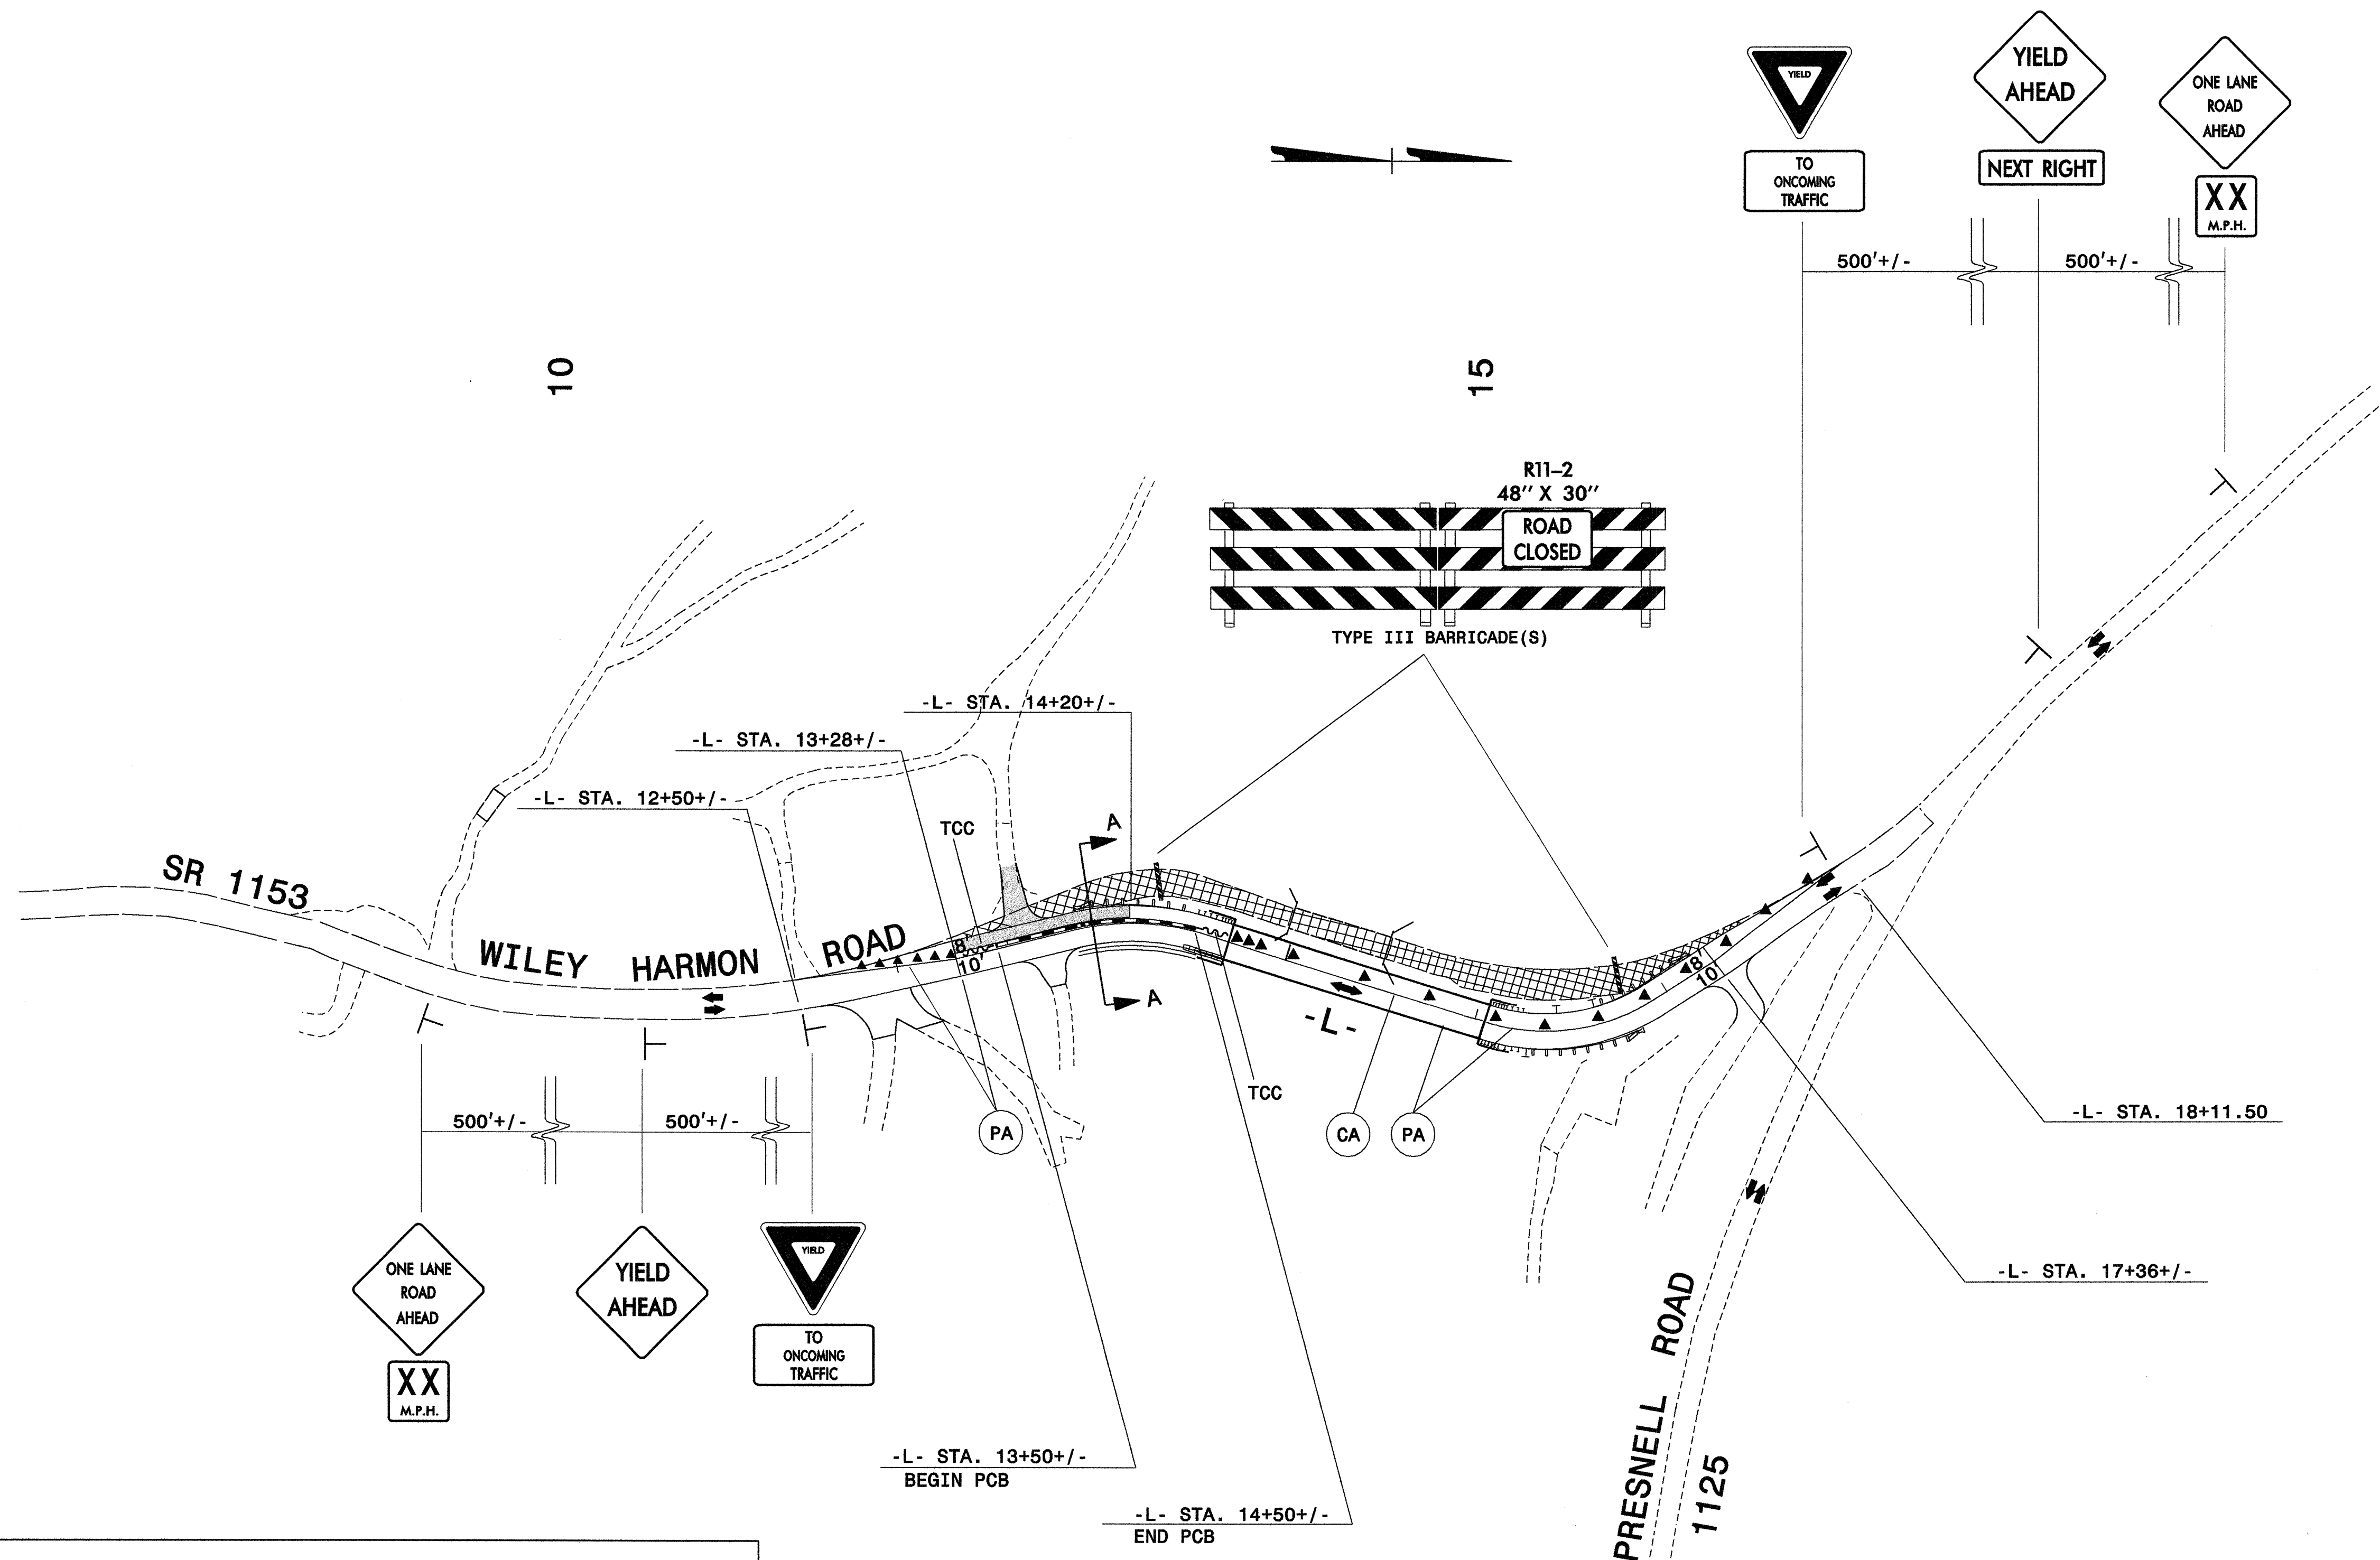 YIELD
TO
ONCOMING
TRAFFIC
YIELD
AHEAD
NEXT RIGHT
ONE LANE
ROAD
AHEAD
XX
M.P.H.
500'+/-
500'+/-
10
15
R11-2
48" X 30"
ROAD
CLOSED
TYPE III BARRICADE(S)
-L- STA. 14+20+/-
-L- STA. 13+28+/-
-L- STA. 12+50+/-
TCC
A
A
SR 1153
WILEY HARMON ROAD
8'
10'
8'
10'
-L-
TCC
PA
CA
PA
-L- STA. 18+11.50
-L- STA. 17+36+/-
500'+/-
500'+/-
ONE LANE
ROAD
AHEAD
XX
M.P.H.
YIELD
AHEAD
YIELD
TO
ONCOMING
TRAFFIC
-L- STA. 13+50+/-
BEGIN PCB
-L- STA. 14+50+/-
END PCB
PRESNELL ROAD
1125